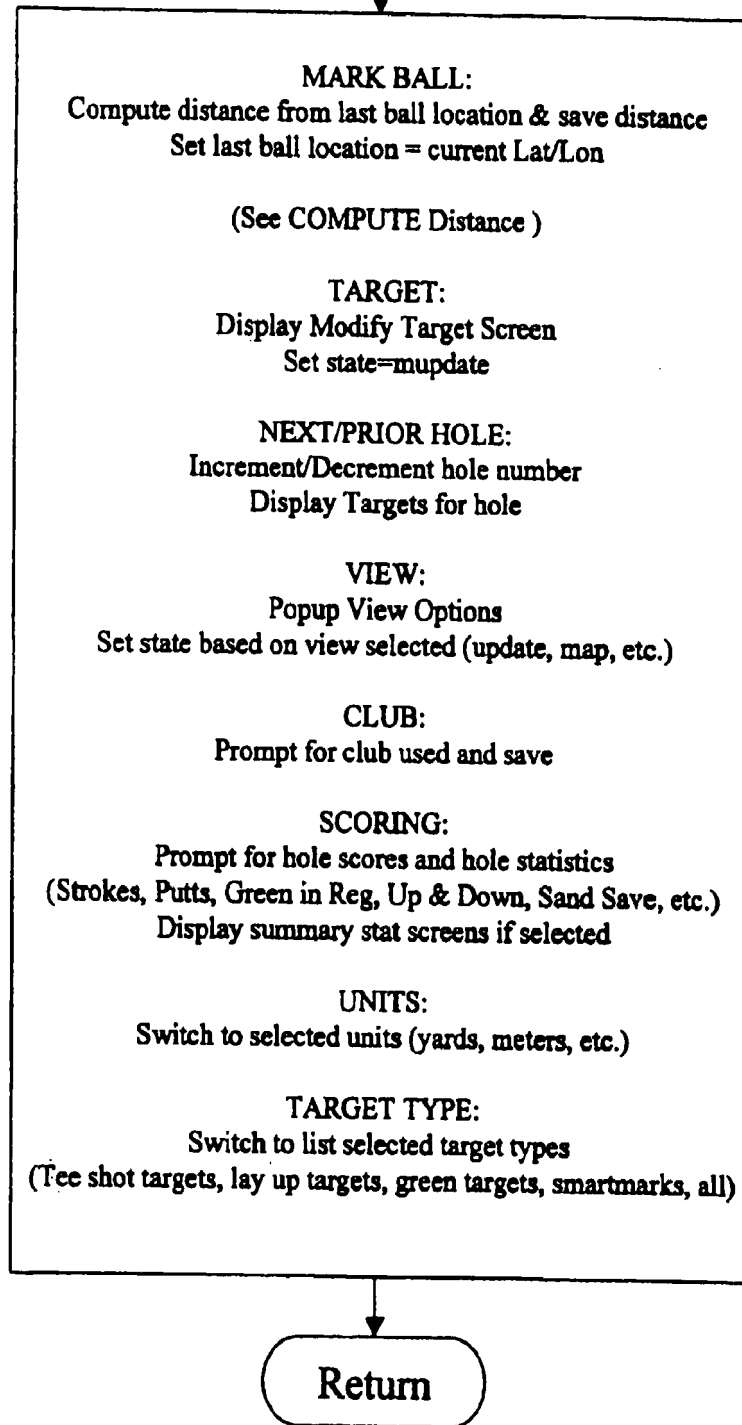 MARK BALL:
Compute distance from last ball location & save distance
Set last ball location = current Lat/Lon
(See COMPUTE Distance )
TARGET:
Display Modify Target Screen
Set state=mupdate
NEXT/PRIOR HOLE:
Increment/Decrement hole number
Display Targets for hole
VIEW:
Popup View Options
Set state based on view selected (update, map, etc.)
CLUB:
Prompt for club used and save
SCORING:
Prompt for hole scores and hole statistics
(Strokes, Putts, Green in Reg, Up & Down, Sand Save, etc.)
Display summary stat screens if selected
UNITS:
Switch to selected units (yards, meters, etc.)
TARGET TYPE:
Switch to list selected target types
(Tee shot targets, lay up targets, green targets, smartmarks, all)
Return